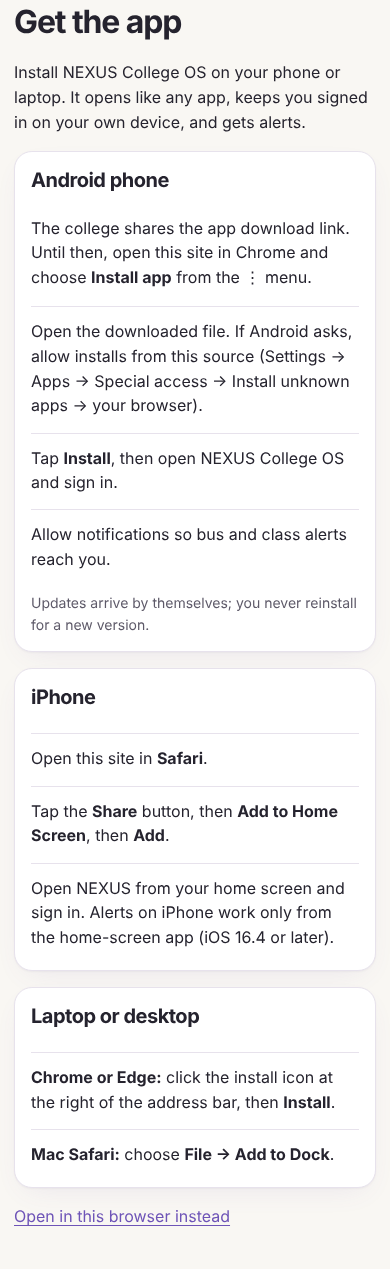 Get the app
Install NEXUS College OS on your phone or
laptop. It opens like any app, keeps you signed
in on your own device, and gets alerts.
Android phone
The college shares the app download link.
Until then, open this site in Chrome and
choose Install app from the ⋮ menu.
Open the downloaded file. If Android asks,
allow installs from this source (Settings →
Apps → Special access → Install unknown
apps → your browser).
Tap Install, then open NEXUS College OS
and sign in.
Allow notifications so bus and class alerts
reach you.
Updates arrive by themselves; you never reinstall
for a new version.
iPhone
Open this site in Safari.
Tap the Share button, then Add to Home
Screen, then Add.
Open NEXUS from your home screen and
sign in. Alerts on iPhone work only from
the home-screen app (iOS 16.4 or later).
Laptop or desktop
Chrome or Edge: click the install icon at
the right of the address bar, then Install.
Mac Safari: choose File → Add to Dock.
Open in this browser instead